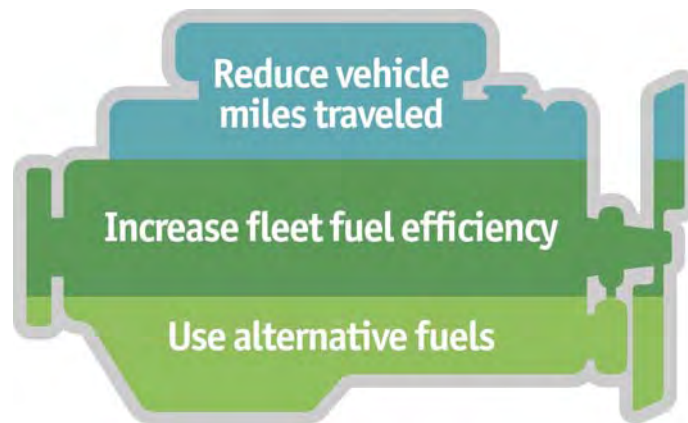 Reduce vehicle
miles traveled
Increase fleet fuel efficiency
Use alternative fuels